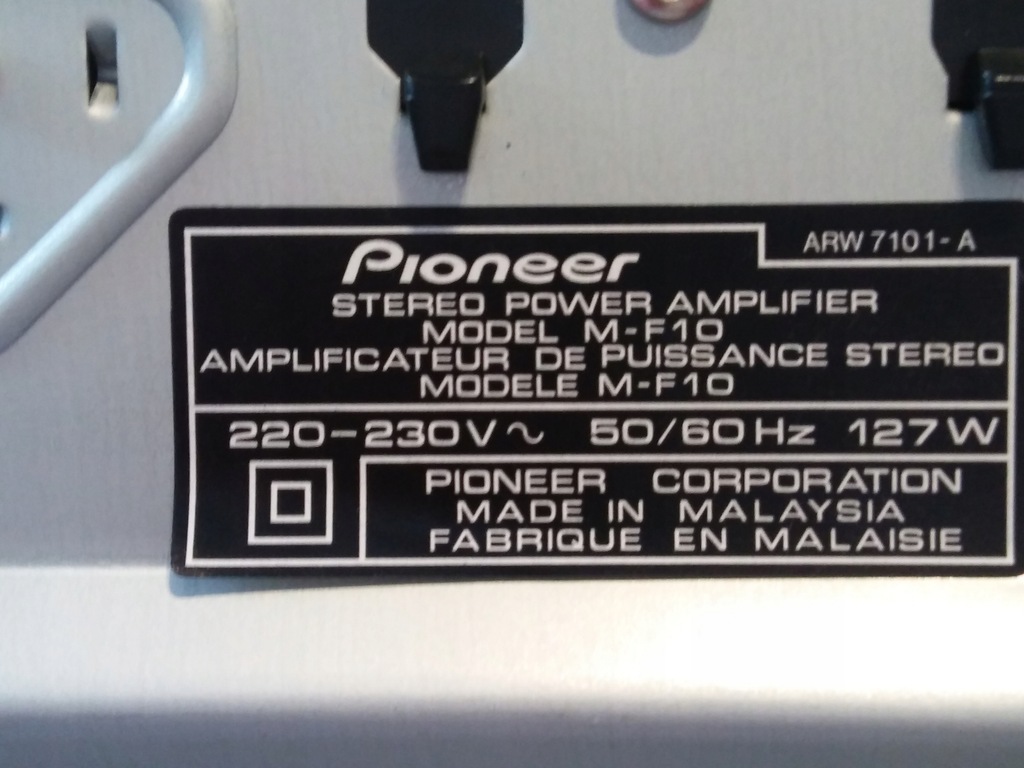 Pioneer
ARW 7101-A
STEREO POWER AMPLIFIER
MODEL M-F10
AMPLIFICATEUR DE PUISSANCE STEREO
MODELE M-F10
220-230V~ 50/60Hz 127W
PIONEER CORPORATION
MADE IN MALAYSIA
FABRIQUE EN MALAISIE